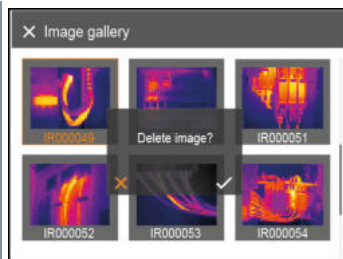 Image gallery
IR000049
Delete image?
IR000051
IR000052
IR000053
IR000054